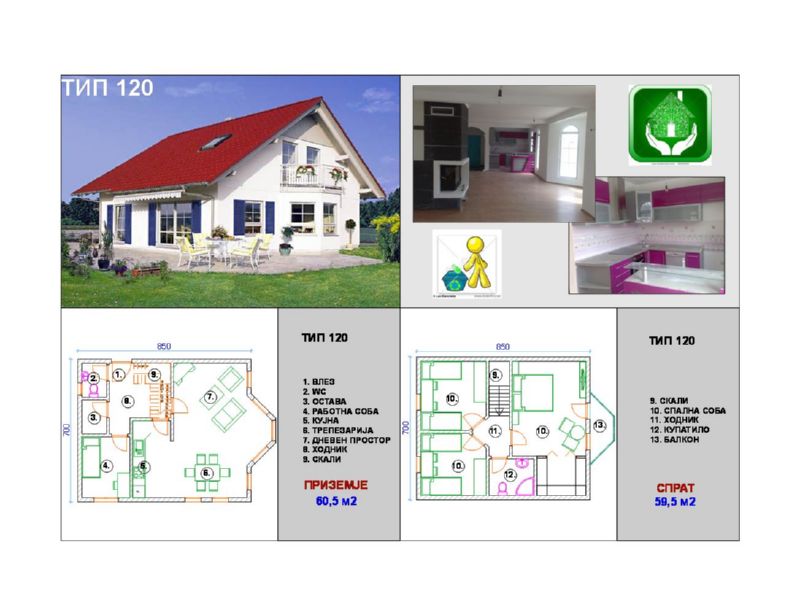 ТИП 120
850
700
1.
2.
3.
4.
5.
6.
7.
8.
9.
ТИП 120
1. ВЛЕЗ
2. WC
3. ОСТАВА
4. РАБОТНА СОБА
5. КУЈНА
6. ТРПЕЗАРИЈА
7. ДНЕВЕН ПРОСТОР
8. ХОДНИК
9. СКАЛИ
ПРИЗЕМЈЕ
60,5 м2
850
700
9.
10.
10.
10.
11.
12.
13.
ТИП 120
9. СКАЛИ
10. СПАЛНА СОБА
11. ХОДНИК
12. КУПАТИЛО
13. БАЛКОН
СПРАТ
59,5 м2